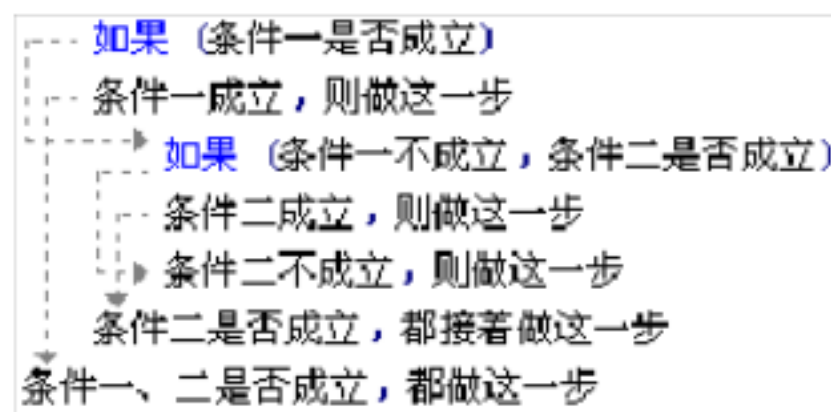 如果 (条件一是否成立)
条件一成立，则做这一步
如果 (条件一不成立，条件二是否成立)
条件二成立，则做这一步
条件二不成立，则做这一步
条件二是否成立，都接着做这一步
条件一、二是否成立，都做这一步